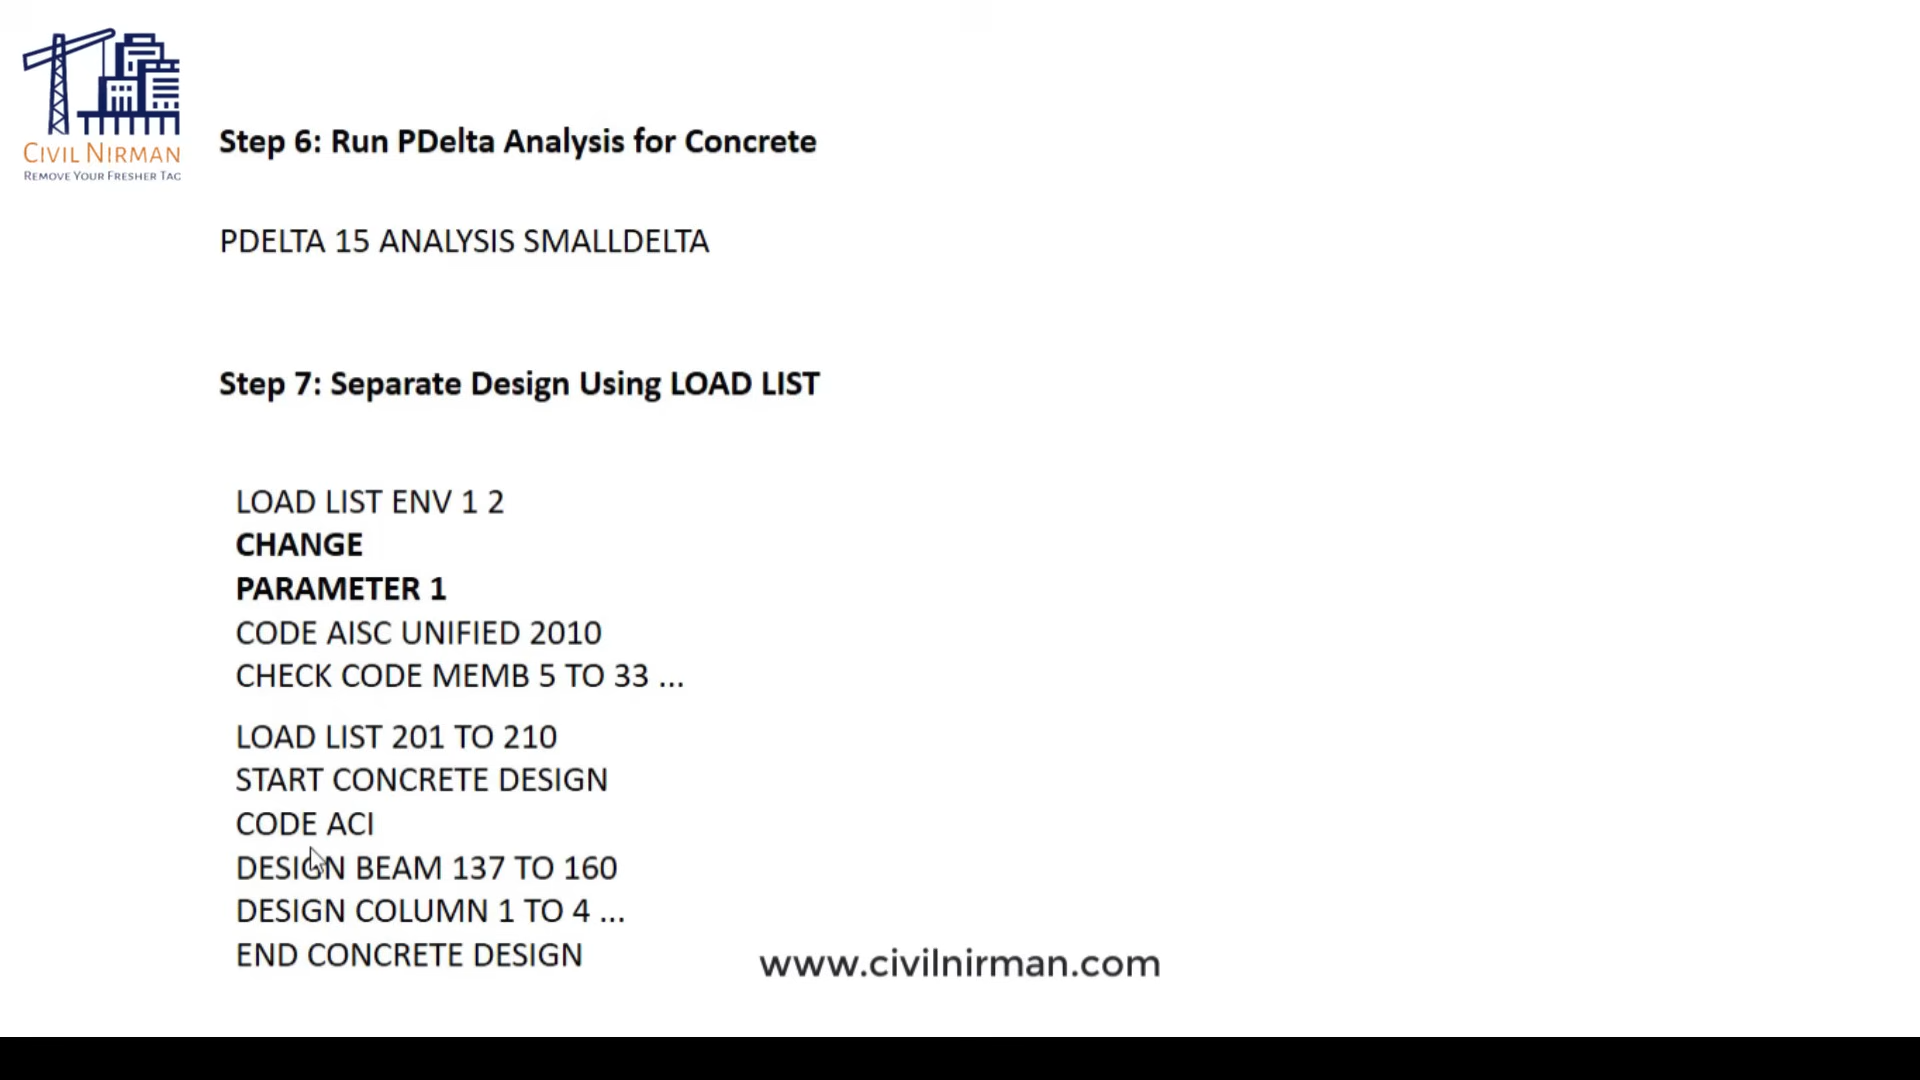 CIVIL NIRMAN
REMOVE YOUR FRESHER TAG
Step 6: Run PDelta Analysis for Concrete
PDELTA 15 ANALYSIS SMALLDELTA
Step 7: Separate Design Using LOAD LIST
LOAD LIST ENV 1 2
CHANGE
PARAMETER 1
CODE AISC UNIFIED 2010
CHECK CODE MEMB 5 TO 33 ...
LOAD LIST 201 TO 210
START CONCRETE DESIGN
CODE ACI
DESIGN BEAM 137 TO 160
DESIGN COLUMN 1 TO 4 ...
END CONCRETE DESIGN
www.civilnirman.com